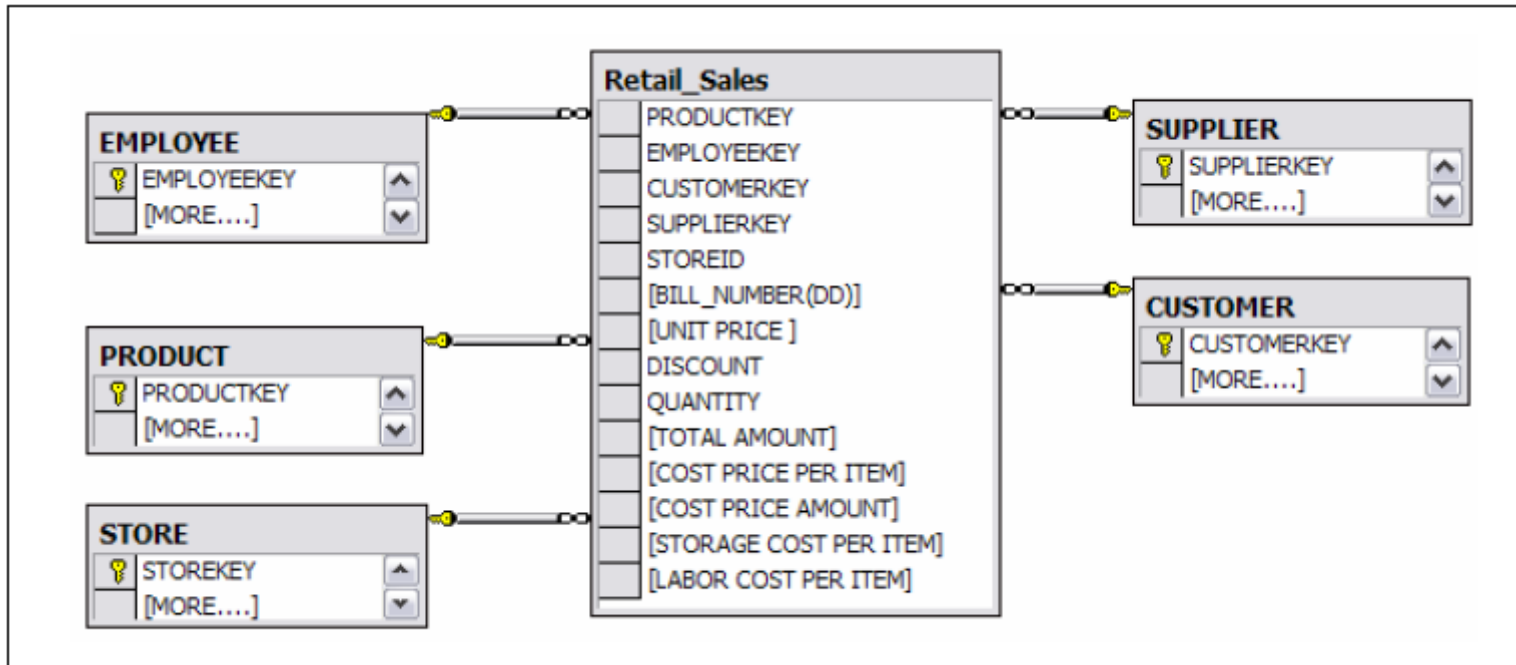 EMPLOYEE
EMPLOYEEKEY
[MORE....]
PRODUCT
PRODUCTKEY
[MORE....]
STORE
STOREKEY
[MORE....]
Retail_Sales
PRODUCTKEY
EMPLOYEEKEY
CUSTOMERKEY
SUPPLIERKEY
STOREID
[BILL_NUMBER(DD)]
[UNIT PRICE ]
DISCOUNT
QUANTITY
[TOTAL AMOUNT]
[COST PRICE PER ITEM]
[COST PRICE AMOUNT]
[STORAGE COST PER ITEM]
[LABOR COST PER ITEM]
SUPPLIER
SUPPLIERKEY
[MORE....]
CUSTOMER
CUSTOMERKEY
[MORE....]